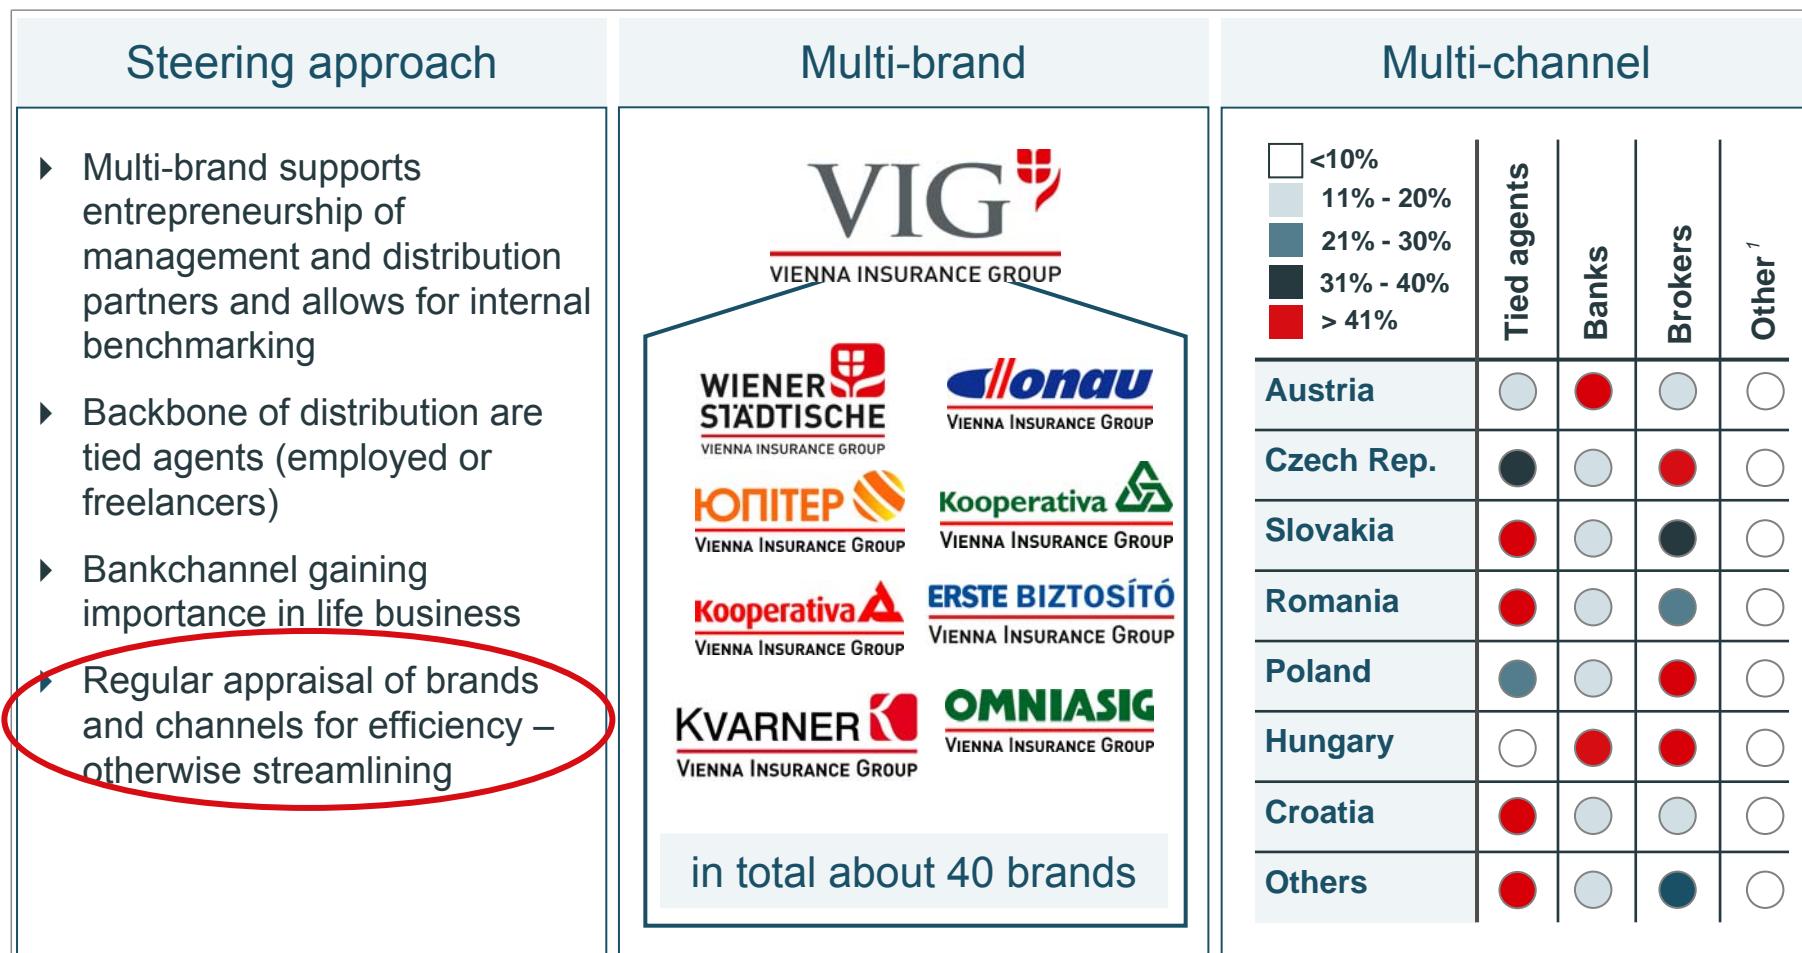 Steering approach
Multi-brand supports
entrepreneurship of
management and distribution
partners and allows for internal
benchmarking
Backbone of distribution are
tied agents (employed or
freelancers)
Bankchannel gaining
importance in life business
Regular appraisal of brands
and channels for efficiency –
otherwise streamlining
Multi-brand
VIG
VIENNA INSURANCE GROUP
WIENER
STÄDTISCHE
VIENNA INSURANCE GROUP
Donau
VIENNA INSURANCE GROUP
ЮПІТЕР
VIENNA INSURANCE GROUP
Kooperativa
VIENNA INSURANCE GROUP
Kooperativa
VIENNA INSURANCE GROUP
ERSTE BIZTOSÍTÓ
VIENNA INSURANCE GROUP
KVARNER
VIENNA INSURANCE GROUP
OMNIASIG
VIENNA INSURANCE GROUP
in total about 40 brands
Multi-channel
<10%
11% - 20%
21% - 30%
31% - 40%
> 41%
Tied agents
Banks
Brokers
Other 1
Austria
Czech Rep.
Slovakia
Romania
Poland
Hungary
Croatia
Others